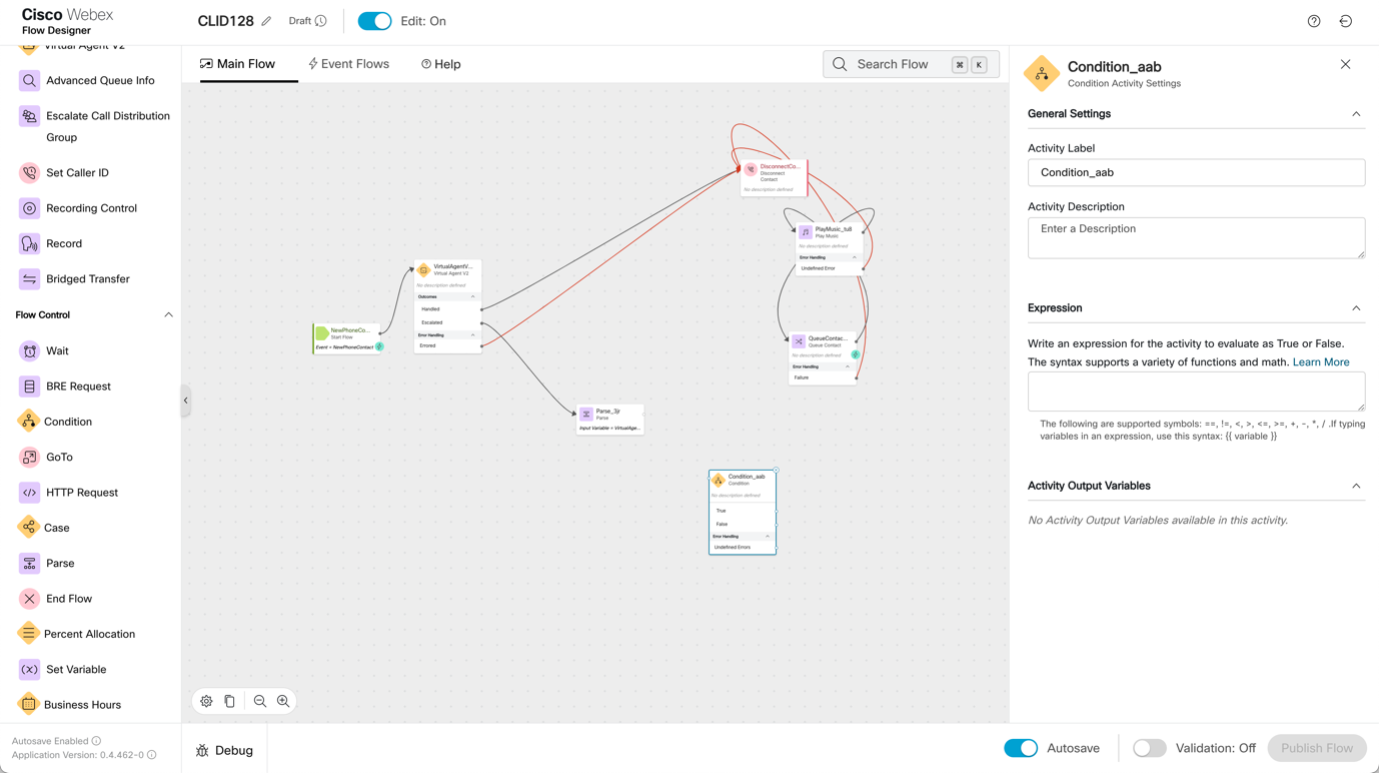 Cisco Webex
Flow Designer
CLID128
Draft
Edit: On
Virtual Agent V2
Advanced Queue Info
Escalate Call Distribution
Group
Set Caller ID
Recording Control
Record
Bridged Transfer
Flow Control
Wait
BRE Request
Condition
GoTo
HTTP Request
Case
Parse
End Flow
Percent Allocation
Set Variable
Business Hours
Autosave Enabled
Application Version: 0.4.462-0
Main Flow
Event Flows
Help
Search Flow
⌘ K
NewPhoneCo...
Start Flow
Event = NewPhoneContact
VirtualAgentV...
Virtual Agent V2
No description defined
Outcomes
Handled
Escalated
Error Handling
Errored
DisconnectCo...
Disconnect
Contact
No description defined
PlayMusic_tull
Play Music
No description defined
Error Handling
Undefined Error
QueueContac...
Queue Contact
No description defined
Error Handling
Failure
Parse_3jr
Parse
Input Variable = VirtualAge...
Condition_aab
Condition
No description defined
True
False
Error Handling
Undefined Errors
Debug
Condition_aab
Condition Activity Settings
General Settings
Activity Label
Condition_aab
Activity Description
Enter a Description
Expression
Write an expression for the activity to evaluate as True or False.
The syntax supports a variety of functions and math. Learn More
The following are supported symbols: ==, !=, <, >, <=, >=, +, -, *, / .If typing
variables in an expression, use this syntax: {{ variable }}
Activity Output Variables
No Activity Output Variables available in this activity.
Autosave
Validation: Off
Publish Flow